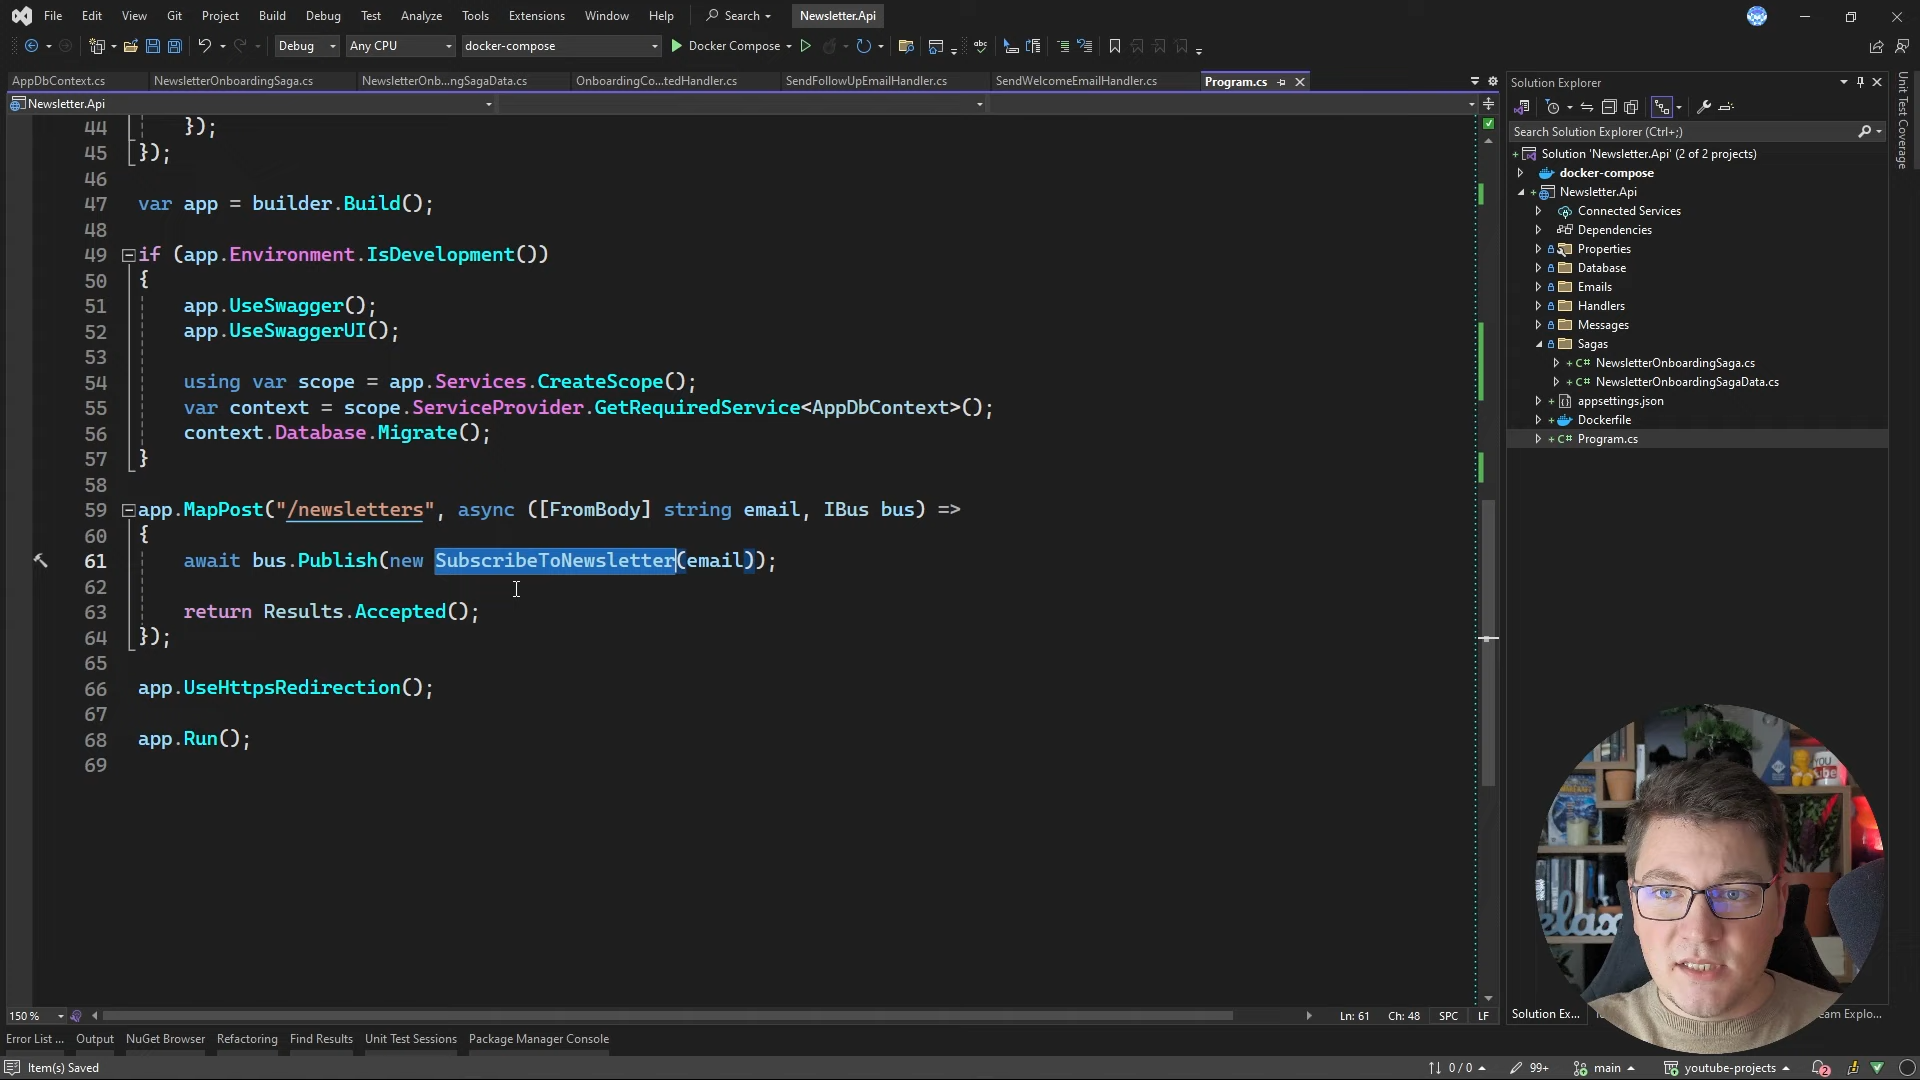 File Edit View Git Project Build Debug Test Analyze Tools Extensions Window Help Search Newsletter.Api
Debug Any CPU docker-compose Docker Compose
AppDbContext.cs NewsletterOnboardingSaga.cs NewsletterOnb...ngSagaData.cs OnboardingCo...tedHandler.cs SendFollowUpEmailHandler.cs SendWelcomeEmailHandler.cs Program.cs
Newsletter.Api
44 });
45 });
46
47 var app = builder.Build();
48
49 if (app.Environment.IsDevelopment())
50 {
51 app.UseSwagger();
52 app.UseSwaggerUI();
53
54 using var scope = app.Services.CreateScope();
55 var context = scope.ServiceProvider.GetRequiredService<AppDbContext>();
56 context.Database.Migrate();
57 }
58
59 app.MapPost("/newsletters", async ([FromBody] string email, IBus bus) =>
60 {
61 await bus.Publish(new SubscribeToNewsletter(email));
62
63 return Results.Accepted();
64 });
65
66 app.UseHttpsRedirection();
67
68 app.Run();
69
150 % Ln: 61 Ch: 48 SPC LF
Error List ... Output NuGet Browser Refactoring Find Results Unit Test Sessions Package Manager Console
Item(s) Saved 0 / 0 99+ main youtube-projects 2
Solution Explorer
Search Solution Explorer (Ctrl+;)
Solution 'Newsletter.Api' (2 of 2 projects)
docker-compose
Newsletter.Api
Connected Services
Dependencies
Properties
Database
Emails
Handlers
Messages
Sagas
NewsletterOnboardingSaga.cs
NewsletterOnboardingSagaData.cs
appsettings.json
Dockerfile
Program.cs
Solution Ex... eam Explo...
Unit Test Coverage
YOU
elax